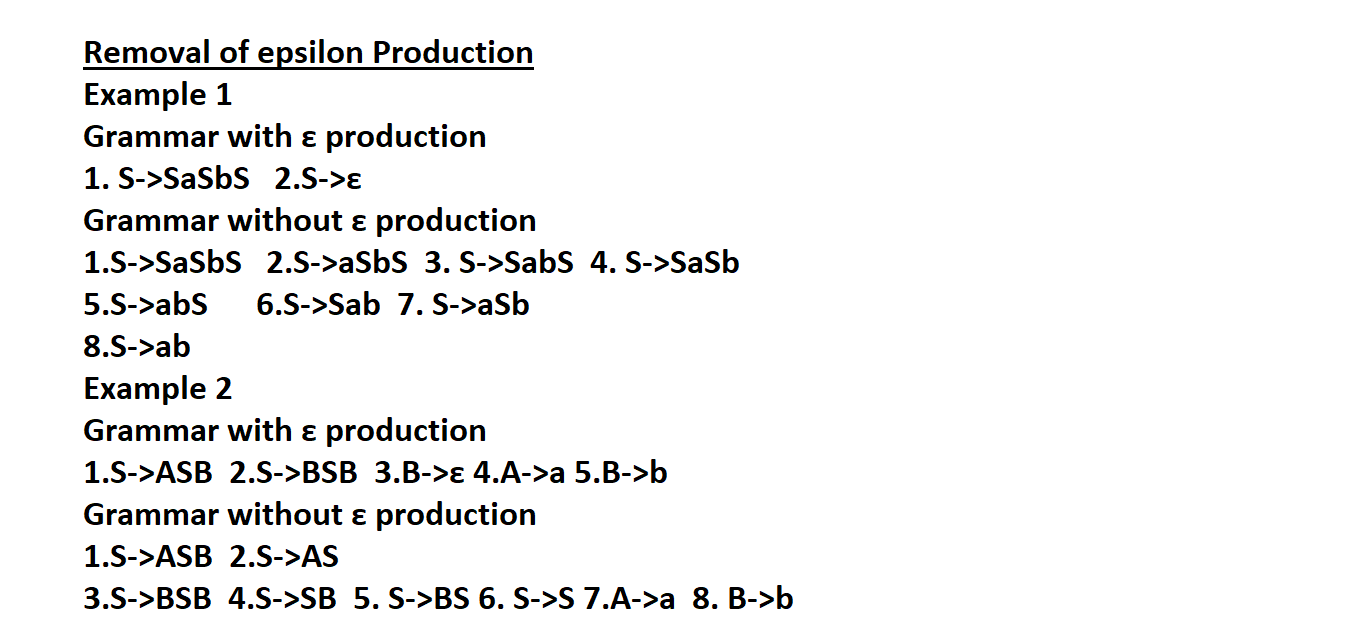 Removal of epsilon Production
Example 1
Grammar with ε production
1. S->SaSbS 2.S->ε
Grammar without ε production
1.S->SaSbS 2.S->aSbS 3. S->SabS 4. S->SaSb
5.S->abS 6.S->Sab 7. S->aSb
8.S->ab
Example 2
Grammar with ε production
1.S->ASB 2.S->BSB 3.B->ε 4.A->a 5.B->b
Grammar without ε production
1.S->ASB 2.S->AS
3.S->BSB 4.S->SB 5. S->BS 6. S->S 7.A->a 8. B->b